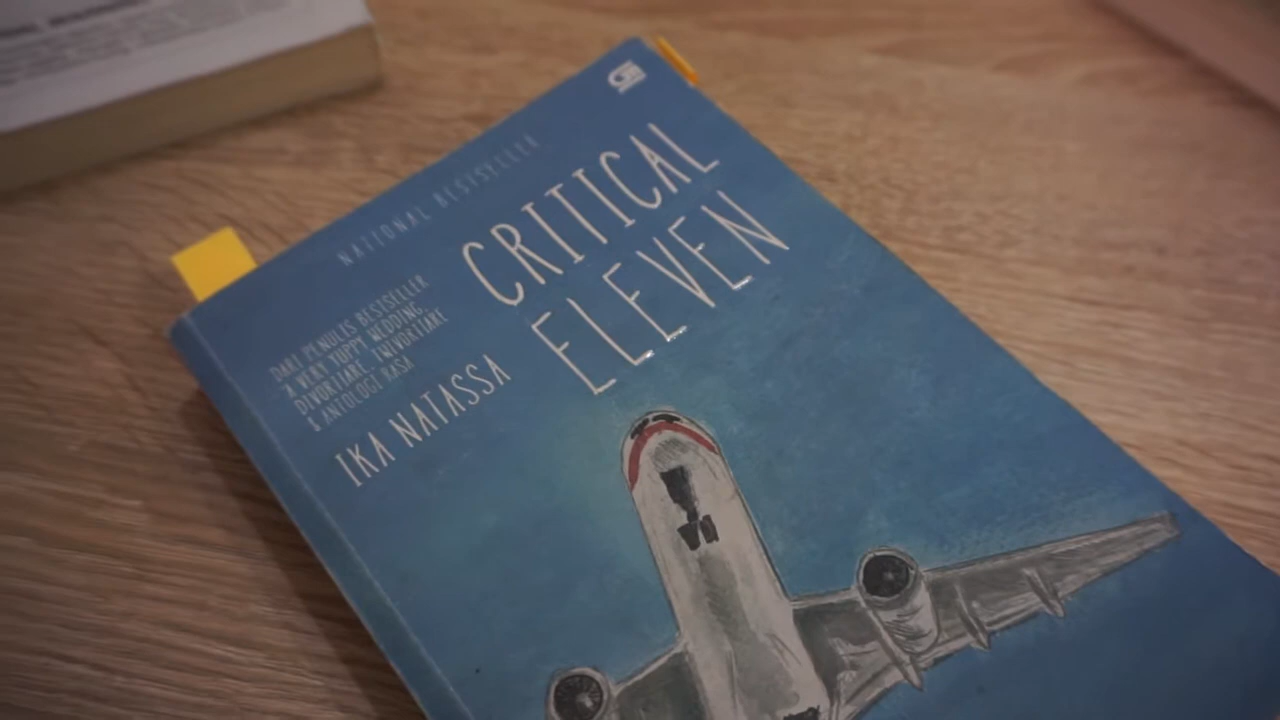 NATIONAL BESTSELLER
CRITICAL
ELEVEN
DARI PENULIS BESTSELLER
A VERY YUPPY WEDDING,
DIVORTIARE, TWIVORTIARE
& ANTOLOGI RASA
IKA NATASSA